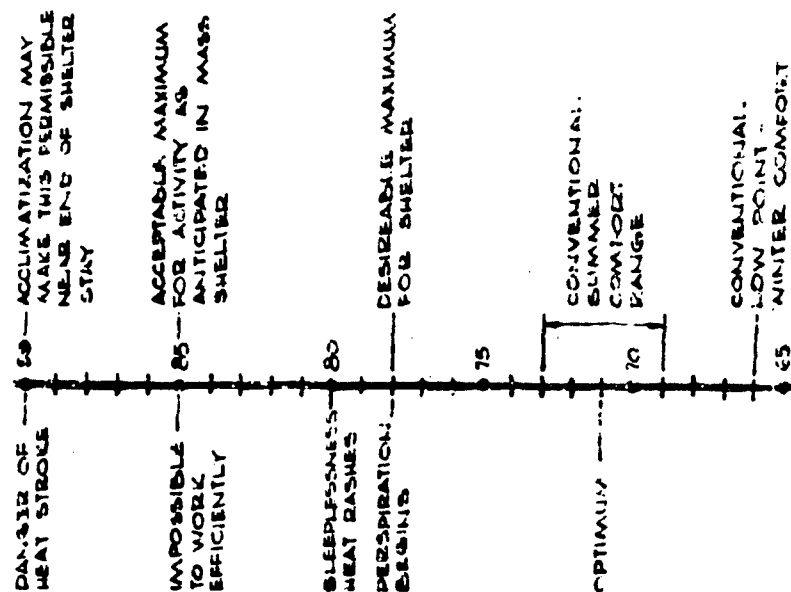 DANGER OF
HEAT STROKE
90
ACCLIMATIZATION MAY
MAKE THIS PERMISSIBLE
NEAR END OF SHELTER
STAY
IMPOSSIBLE
TO WORK
EFFICIENTLY
85
ACCEPTABLE MAXIMUM
FOR ACTIVITY AS
ANTICIPATED IN MASS
SHELTER
SLEEPLESSNESS
HEAT RASHES
80
PERSPIRATION
BEGINS
DESIREABLE MAXIMUM
FOR SHELTER
75
CONVENTIONAL
SUMMER
COMFORT
RANGE
OPTIMUM
70
CONVENTIONAL
LOW POINT -
WINTER COMFORT
65